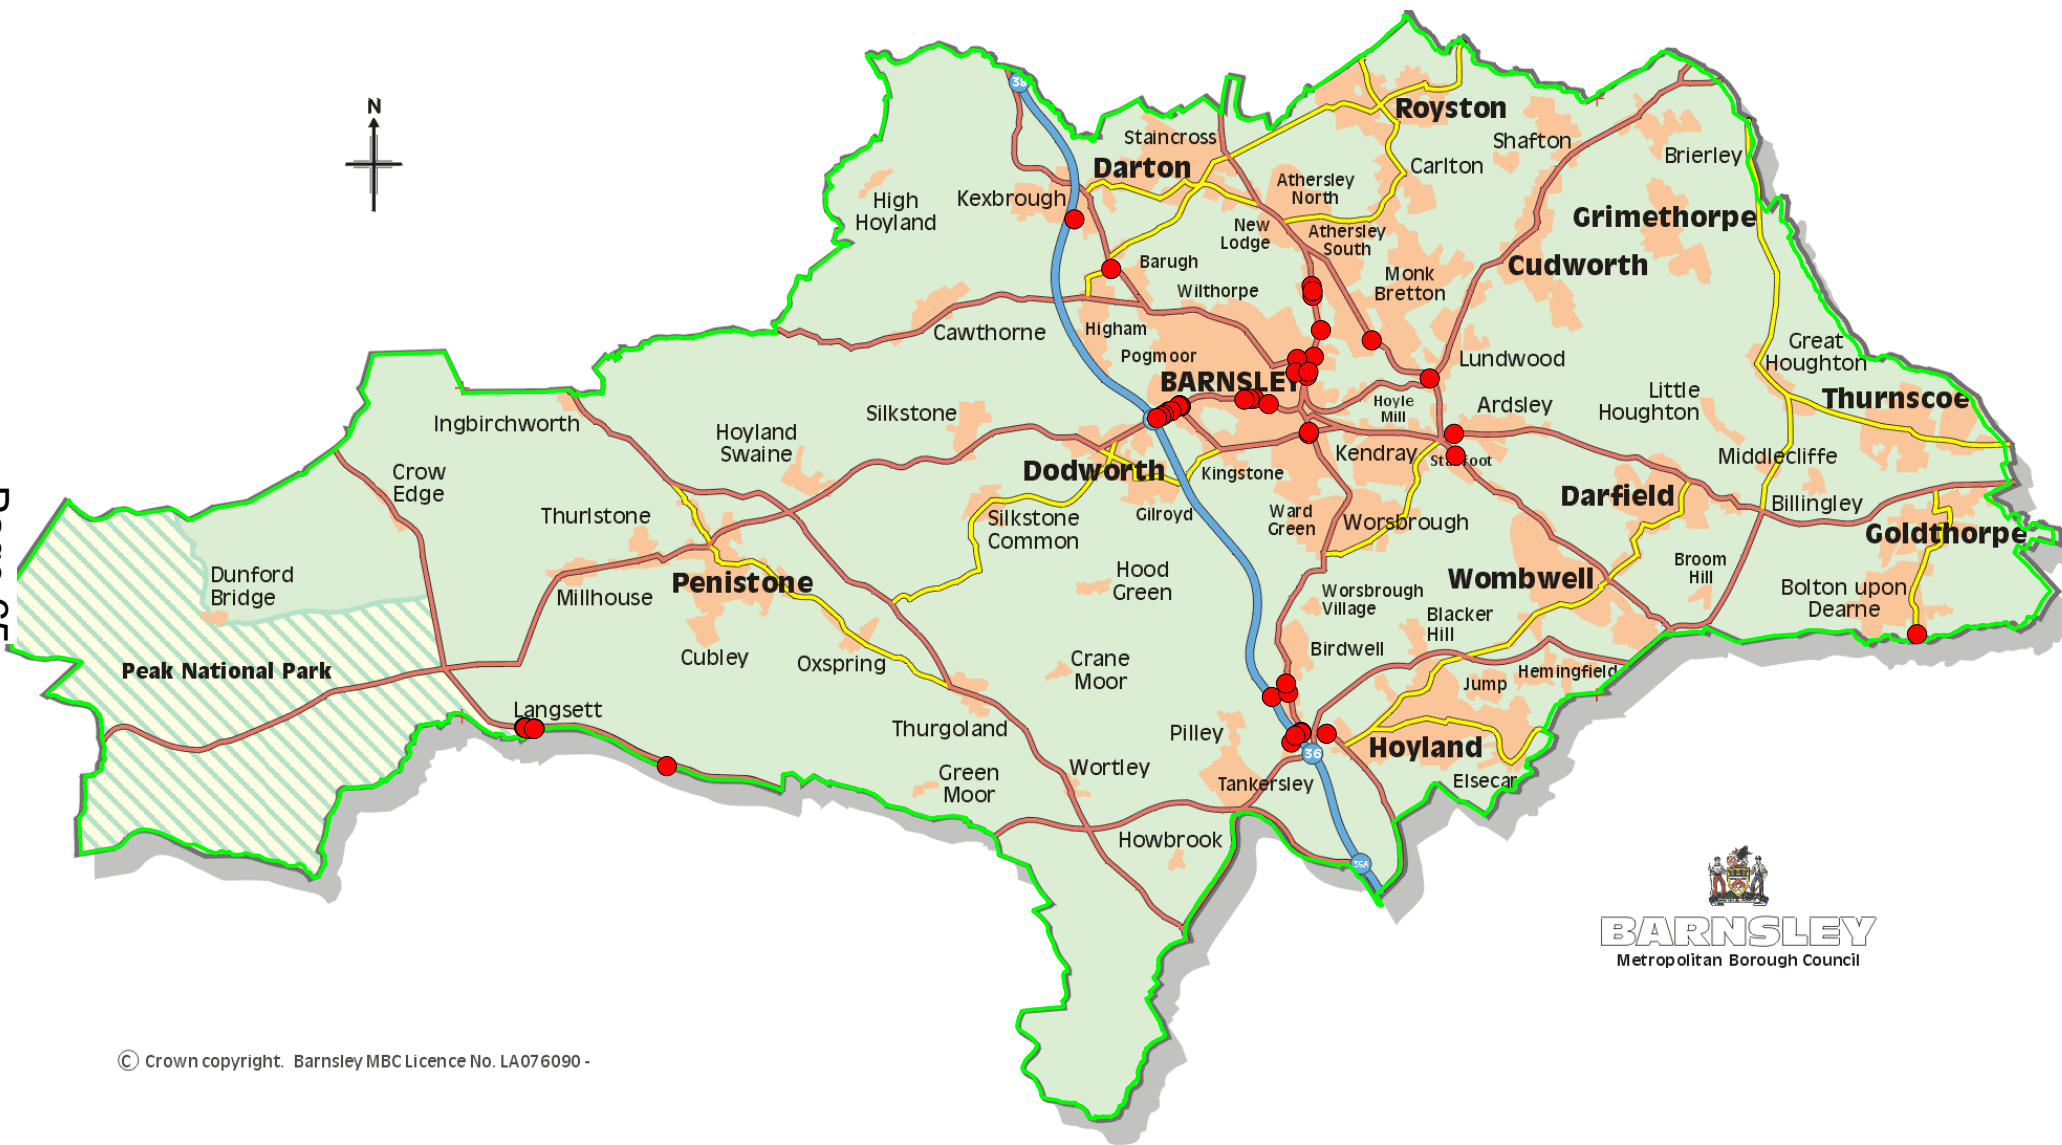 N
38
Royston
Staincross
Shafton
Darton
Carlton
Brierley
Athersley
North
High
Hoyland
Kexbrough
Grimethorpe
New
Lodge
Athersley
South
Barugh
Cudworth
Monk
Bretton
Wilthorpe
Cawthorne
Higham
Great
Houghton
Pogmoor
Lundwood
BARNSLEY
Little
Houghton
Thurnscoe
Hoyle
Mill
Ardsley
Silkstone
Ingbirchworth
Hoyland
Swaine
Kendray
Middlecliffe
Crow
Edge
Dodworth
Kingstone
Darfield
Billingley
Thurlstone
Silkstone
Common
Gilroyd
Ward
Green
Worsbrough
Goldthorpe
Dunford
Bridge
Millhouse
Penistone
Hood
Green
Worsbrough
Village
Wombwell
Broom
Hill
Bolton upon
Dearne
Blacker
Hill
Peak National Park
Cubley
Oxspring
Crane
Moor
Birdwell
Jump
Hemingfield
Langsett
Thurgoland
Pilley
Hoyland
36
Green
Moor
Wortley
Tankersley
Elsecar
Howbrook
35A
BARNSLEY
Metropolitan Borough Council
© Crown copyright. Barnsley MBC Licence No. LA076090 -